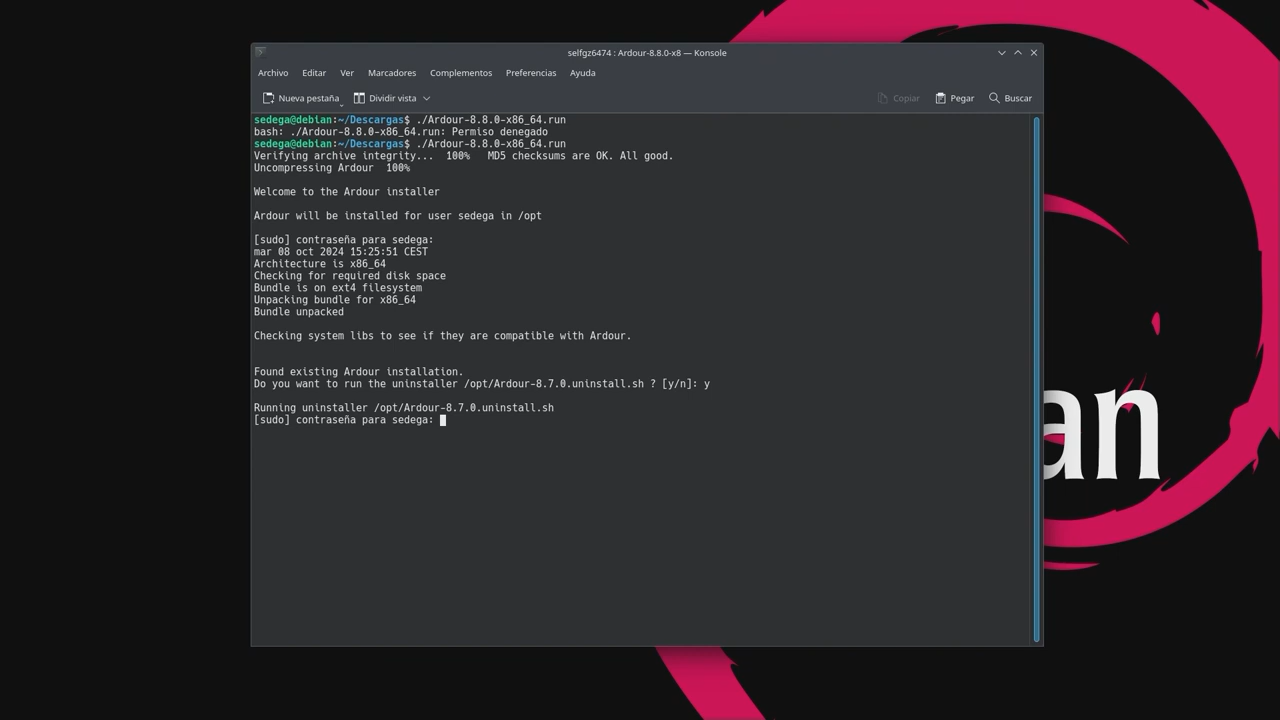 selfgz6474 : Ardour-8.8.0-x8 — Konsole
Archivo Editar Ver Marcadores Complementos Preferencias Ayuda
Nueva pestaña Dividir vista Copiar Pegar Buscar
sedega@debian:~/Descargas$ ./Ardour-8.8.0-x86_64.run
bash: ./Ardour-8.8.0-x86_64.run: Permiso denegado
sedega@debian:~/Descargas$ ./Ardour-8.8.0-x86_64.run
Verifying archive integrity...  100%   MD5 checksums are OK. All good.
Uncompressing Ardour  100%
Welcome to the Ardour installer
Ardour will be installed for user sedega in /opt
[sudo] contraseña para sedega:
mar 08 oct 2024 15:25:51 CEST
Architecture is x86_64
Checking for required disk space
Bundle is on ext4 filesystem
Unpacking bundle for x86_64
Bundle unpacked
Checking system libs to see if they are compatible with Ardour.
Found existing Ardour installation.
Do you want to run the uninstaller /opt/Ardour-8.7.0.uninstall.sh ? [y/n]: y
Running uninstaller /opt/Ardour-8.7.0.uninstall.sh
[sudo] contraseña para sedega:
an